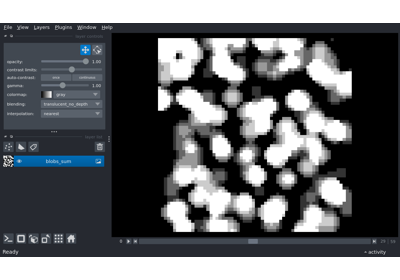 File View Layers Plugins Window Help
opacity: 1.00
contrast limits:
auto-contrast: once continuous
gamma: 1.00
colormap: gray
blending: translucent_no_depth
interpolation: nearest
blobs_sum
Ready
activity